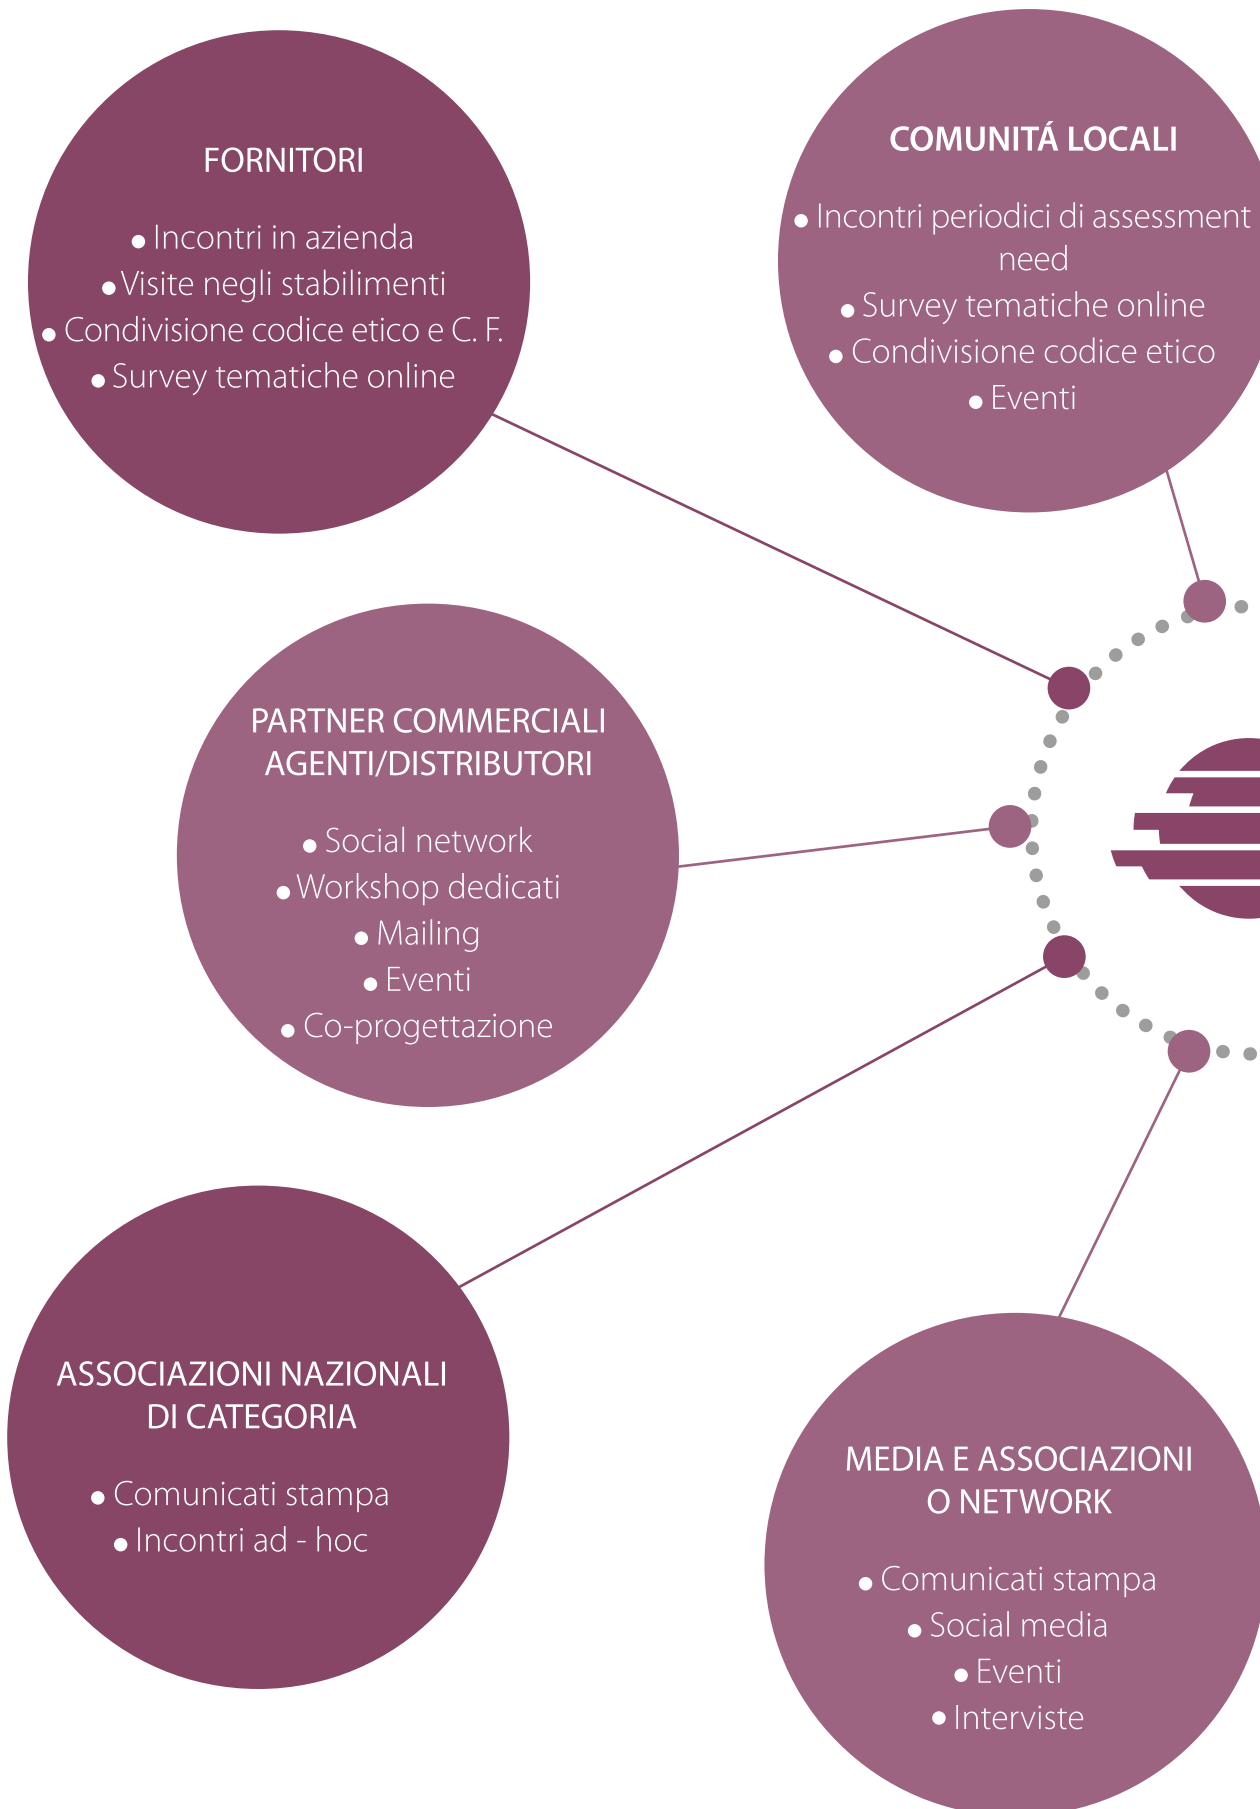 FORNITORI
● Incontri in azienda
● Visite negli stabilimenti
● Condivisione codice etico e C. F.
● Survey tematiche online
COMUNITÁ LOCALI
● Incontri periodici di assessment
need
● Survey tematiche online
● Condivisione codice etico
● Eventi
PARTNER COMMERCIALI
AGENTI/DISTRIBUTORI
● Social network
● Workshop dedicati
● Mailing
● Eventi
● Co-progettazione
ASSOCIAZIONI NAZIONALI
DI CATEGORIA
● Comunicati stampa
● Incontri ad - hoc
MEDIA E ASSOCIAZIONI
O NETWORK
● Comunicati stampa
● Social media
● Eventi
● Interviste